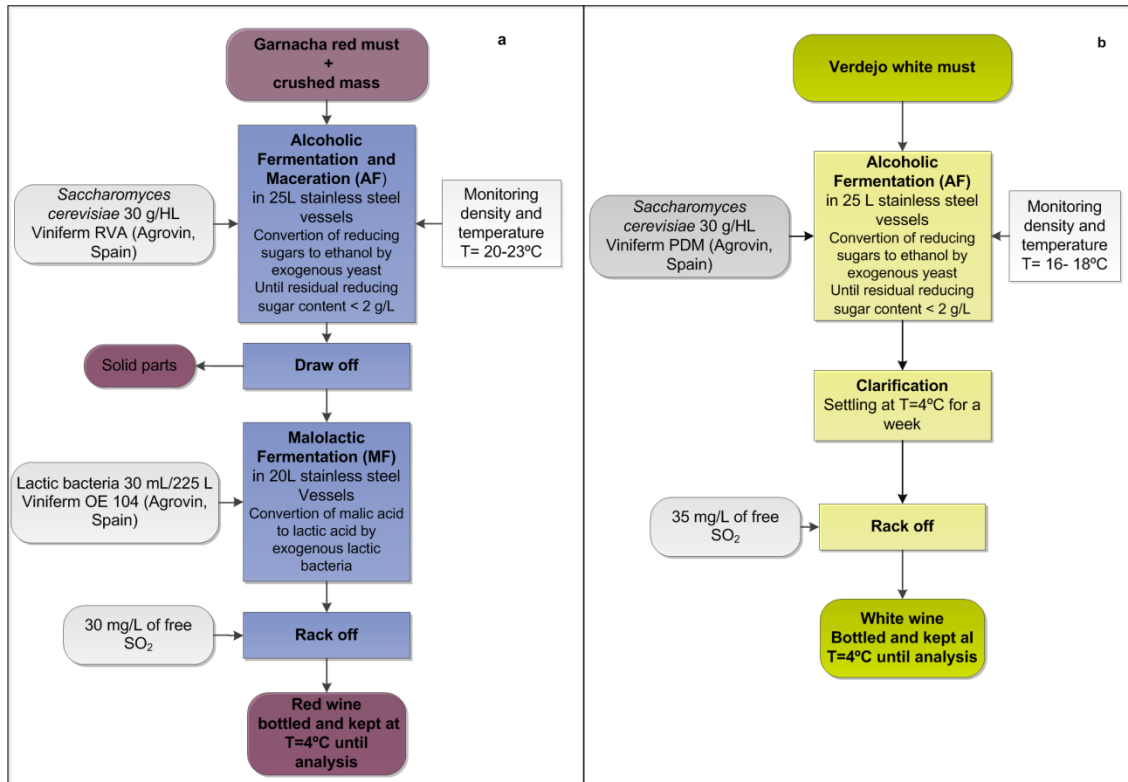 a
Garnacha red must
+
crushed mass
Alcoholic
Fermentation and
Maceration (AF)
in 25L stainless steel
vessels
Convertion of reducing
sugars to ethanol by
exogenous yeast
Until residual reducing
sugar content < 2 g/L
Saccharomyces
cerevisiae 30 g/HL
Viniferm RVA (Agrovin,
Spain)
Monitoring
density and
temperature
T= 20-23ºC
Draw off
Solid parts
Malolactic
Fermentation (MF)
in 20L stainless steel
Vessels
Convertion of malic acid
to lactic acid by
exogenous lactic
bacteria
Lactic bacteria 30 mL/225 L
Viniferm OE 104 (Agrovin,
Spain)
30 mg/L of free
SO₂
Rack off
Red wine
bottled and kept at
T=4ºC until
analysis
b
Verdejo white must
Alcoholic
Fermentation (AF)
in 25 L stainless steel
vessels
Convertion of reducing
sugars to ethanol by
exogenous yeast
Until residual reducing
sugar content < 2 g/L
Saccharomyces
cerevisiae 30 g/HL
Viniferm PDM (Agrovin,
Spain)
Monitoring
density and
temperature
T= 16- 18ºC
Clarification
Settling at T=4ºC for a
week
35 mg/L of free
SO₂
Rack off
White wine
Bottled and kept al
T=4ºC until analysis